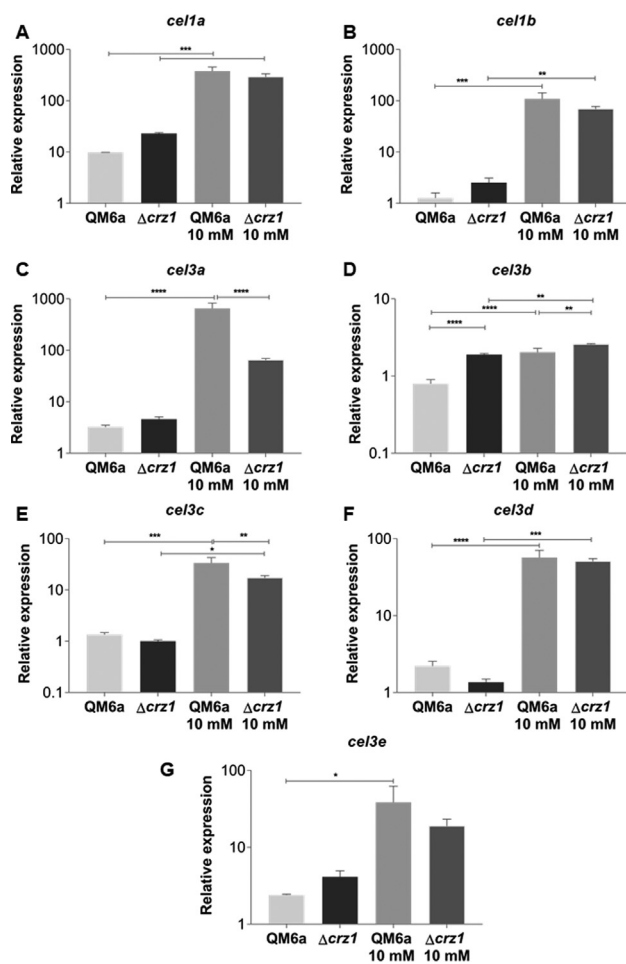 cel1a
A
***
1000
100
10
1
Relative expression
QM6a Δcrz1 QM6a Δcrz1
10 mM 10 mM
cel1b
B
**
***
1000
100
10
1
Relative expression
QM6a Δcrz1 QM6a Δcrz1
10 mM 10 mM
cel3a
C
**** ****
1000
100
10
1
Relative expression
QM6a Δcrz1 QM6a Δcrz1
10 mM 10 mM
cel3b
D
**
**** **
****
10
1
0.1
Relative expression
QM6a Δcrz1 QM6a Δcrz1
10 mM 10 mM
cel3c
E
*** **
*
100
10
1
0.1
Relative expression
QM6a Δcrz1 QM6a Δcrz1
10 mM 10 mM
cel3d
F
**** ***
100
10
1
Relative expression
QM6a Δcrz1 QM6a Δcrz1
10 mM 10 mM
cel3e
G
*
100
10
1
Relative expression
QM6a Δcrz1 QM6a Δcrz1
10 mM 10 mM